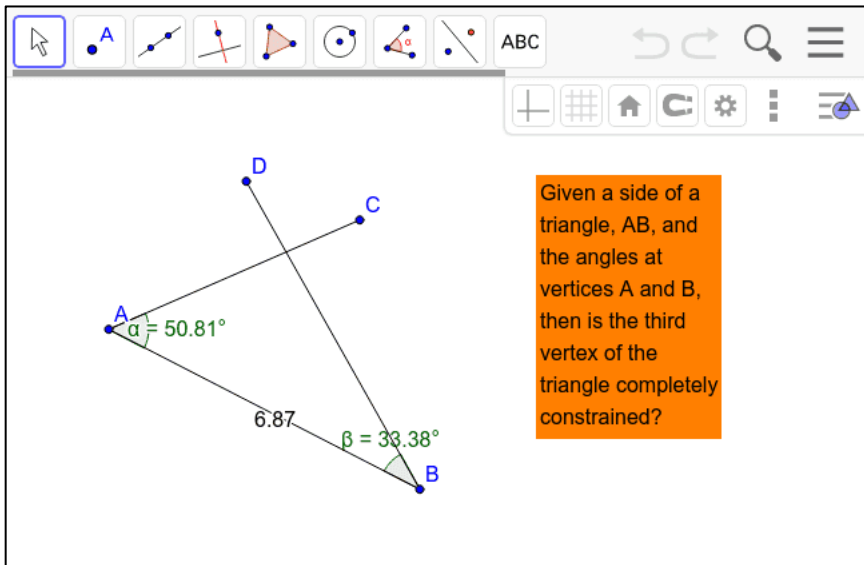 A
α
ABC
D
C
A
α = 50.81°
6.87
β = 33.38°
B
Given a side of a
triangle, AB, and
the angles at
vertices A and B,
then is the third
vertex of the
triangle completely
constrained?